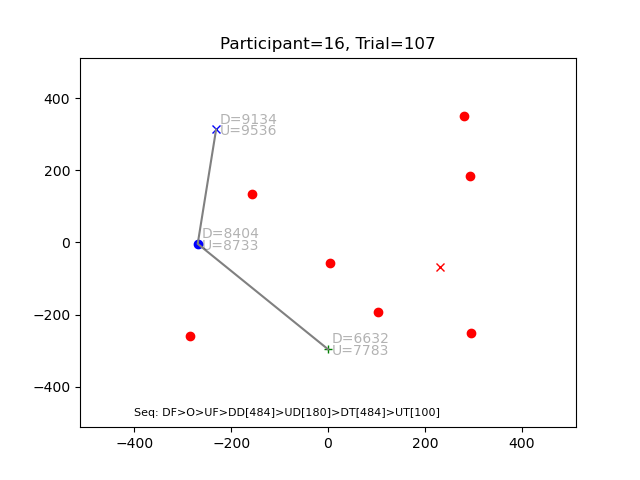 Participant=16, Trial=107
400
200
0
−200
−400
D=9134
U=9536
D=8404
U=8733
D=6632
U=7783
Seq: DF>O>UF>DD[484]>UD[180]>DT[484]>UT[100]
−400
−200
0
200
400